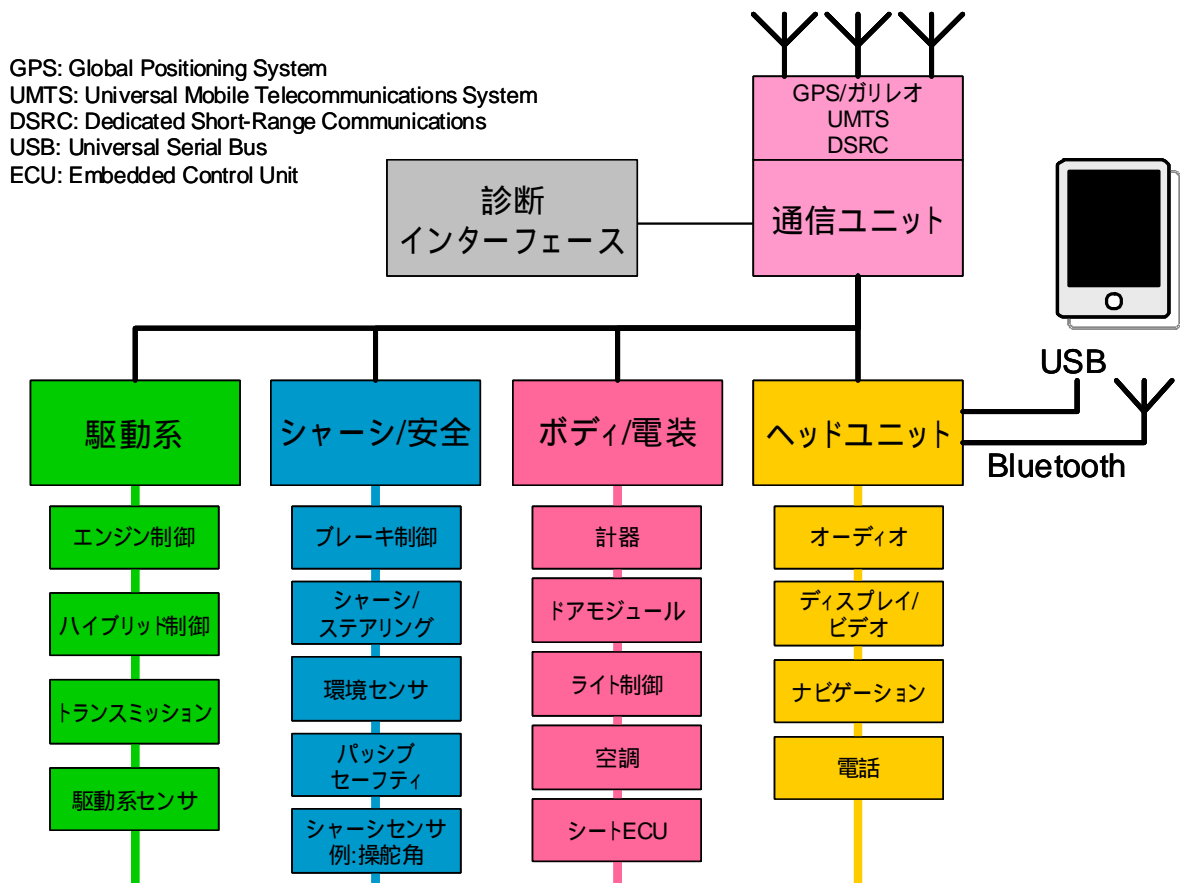 GPS: Global Positioning System
UMTS: Universal Mobile Telecommunications System
DSRC: Dedicated Short-Range Communications
USB: Universal Serial Bus
ECU: Embedded Control Unit
GPS/ガリレオ
UMTS
DSRC
通信ユニット
診断
インターフェース
USB
Bluetooth
駆動系
エンジン制御
ハイブリッド制御
トランスミッション
駆動系センサ
シャーシ/安全
ブレーキ制御
シャーシ/
ステアリング
環境センサ
パッシブ
セーフティ
シャーシセンサ
例:操舵角
ボディ/電装
計器
ドアモジュール
ライト制御
空調
シートECU
ヘッドユニット
オーディオ
ディスプレイ/
ビデオ
ナビゲーション
電話